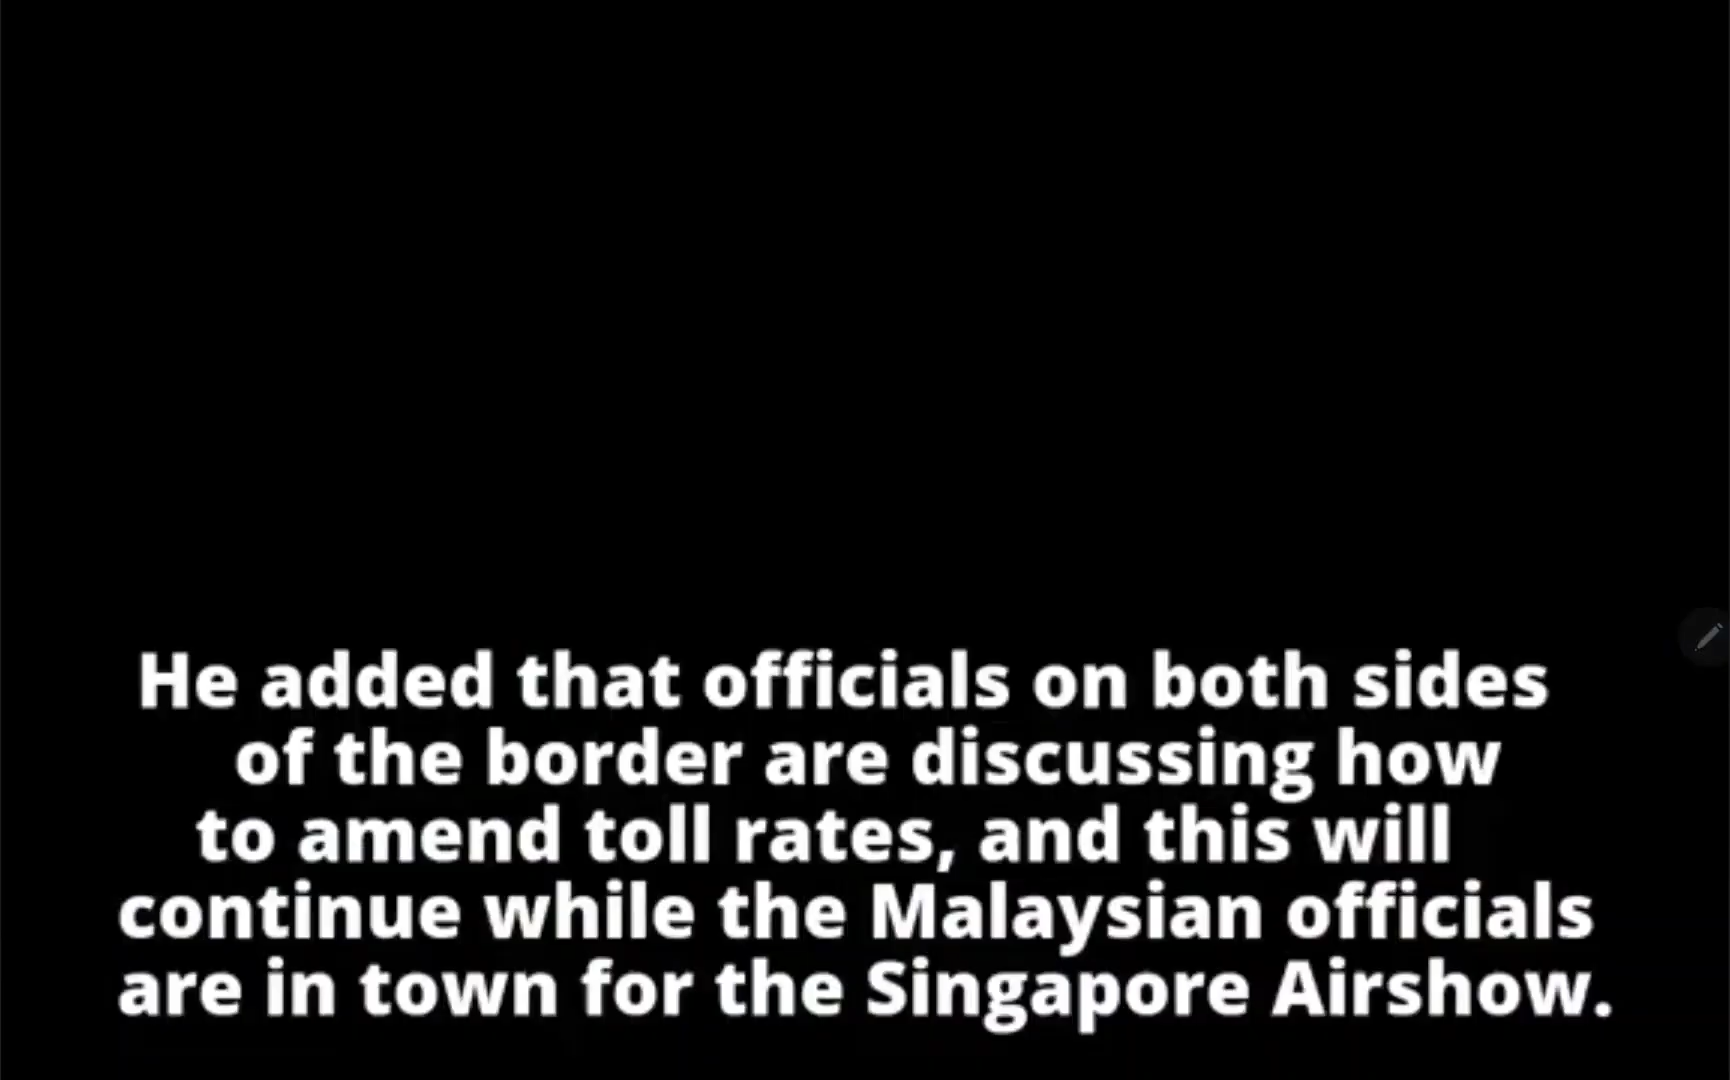 He added that officials on both sides
of the border are discussing how
to amend toll rates, and this will
continue while the Malaysian officials
are in town for the Singapore Airshow.